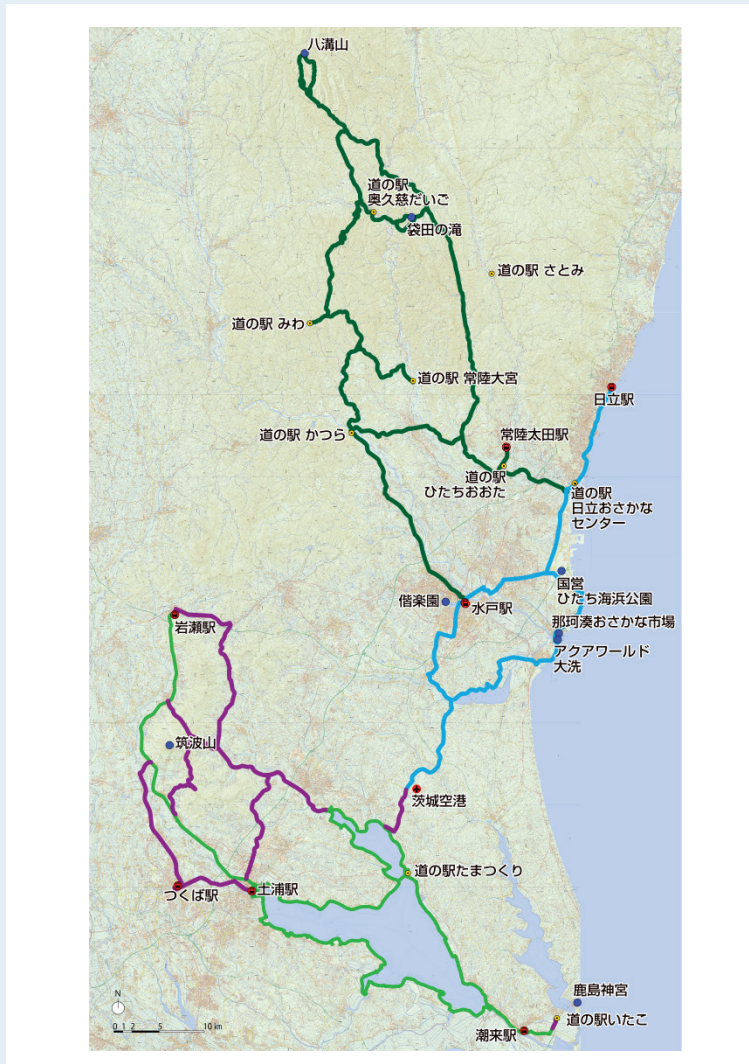 八溝山
道の駅
奥久慈だいご
袋田の滝
道の駅 さとみ
道の駅 みわ
道の駅 常陸大宮
日立駅
道の駅 かつら
常陸太田駅
道の駅
ひたちおおた
道の駅
日立おさかな
センター
国営
ひたち海浜公園
偕楽園
水戸駅
那珂湊おさかな市場
岩瀬駅
アクアワールド
大洗
筑波山
茨城空港
道の駅たまつくり
つくば駅
土浦駅
鹿島神宮
道の駅いたこ
潮来駅
N
0 1 2 5 10 km